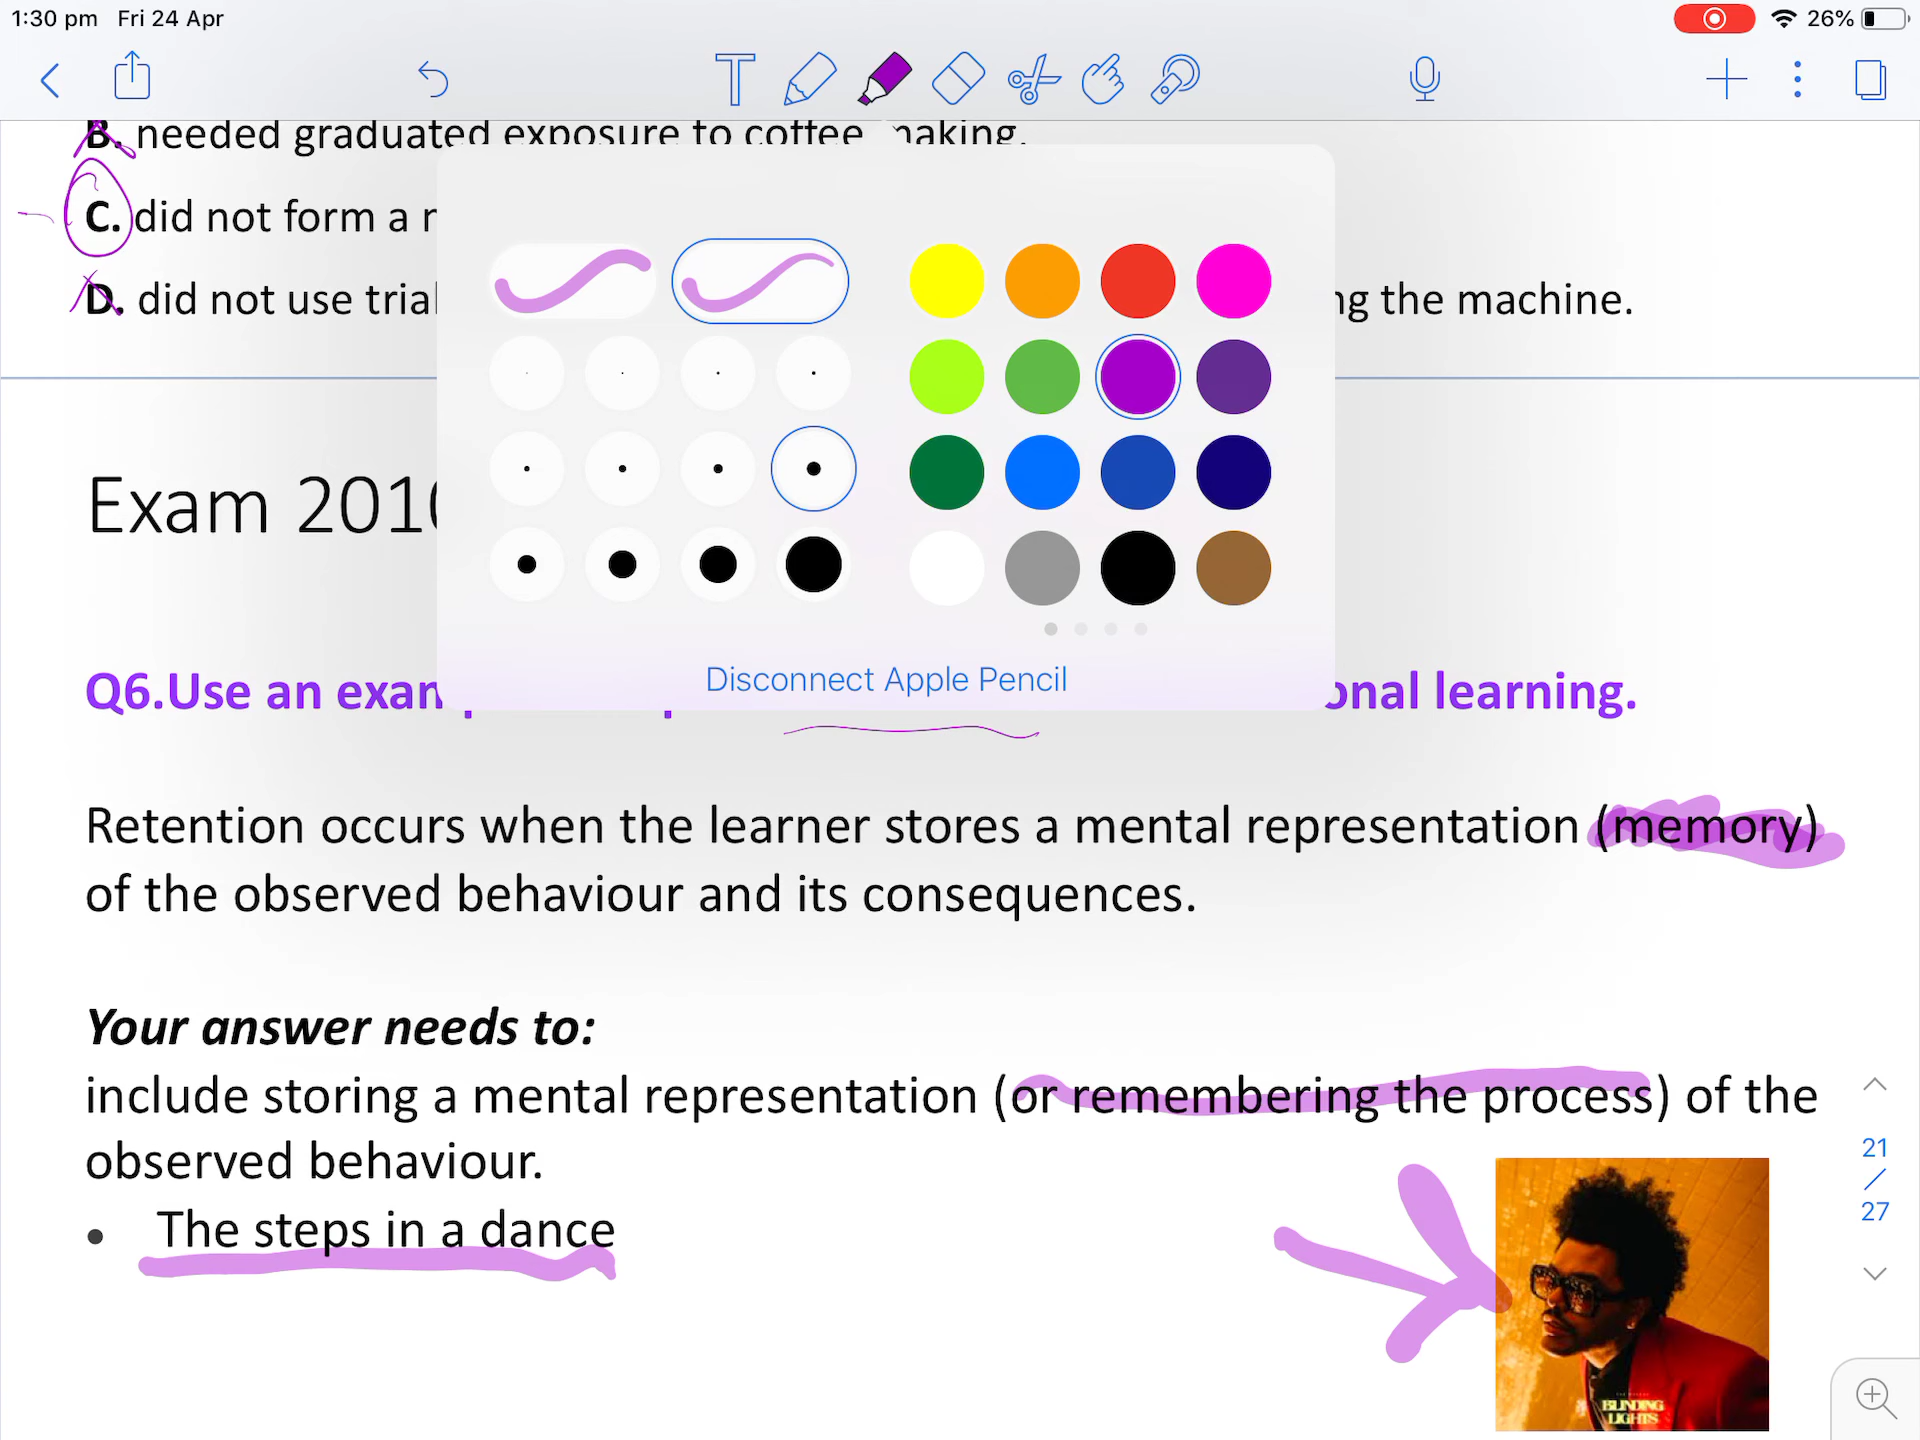 1:30 pm Fri 24 Apr
26%
B. needed graduated exposure to coffee making.
C. did not form a
D. did not use trial
the machine.
Exam 201
Disconnect Apple Pencil
Q6.Use an
learning.
Retention occurs when the learner stores a mental representation (memory)
of the observed behaviour and its consequences.
Your answer needs to:
include storing a mental representation (or remembering the process) of the
observed behaviour.
• The steps in a dance
21
/
27
BLINDING
LIGHTS